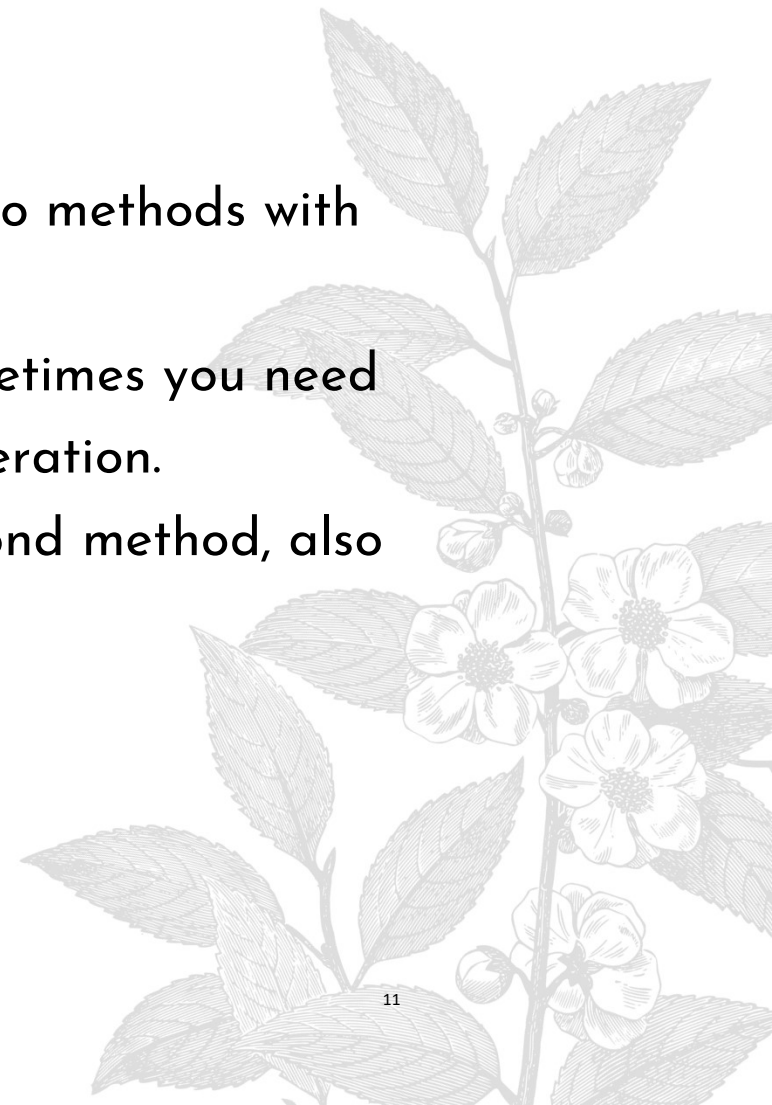 o methods with
etimes you need
eration.
ond method, also
11